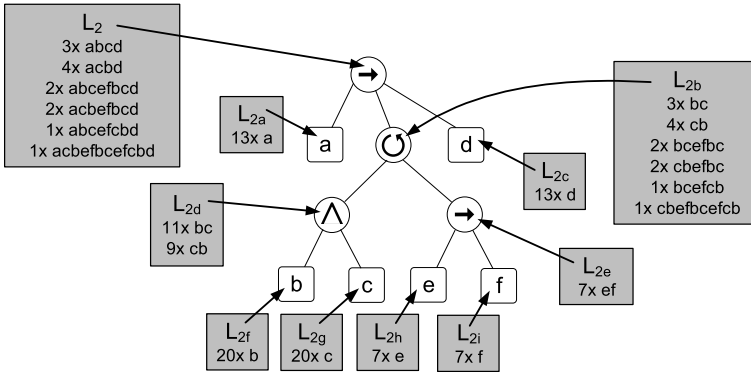 L2
3x abcd
4x acbd
2x abcefbcd
2x acbefbcd
1x abcefcbd
1x acbefbcefcbd
L2a
13x a
L2b
3x bc
4x cb
2x bcefbc
2x cbefbc
1x bcefcb
1x cbefbcefcb
a
d
L2c
13x d
L2d
11x bc
9x cb
L2e
7x ef
b
c
e
f
L2f
20x b
L2g
20x c
L2h
7x e
L2i
7x f